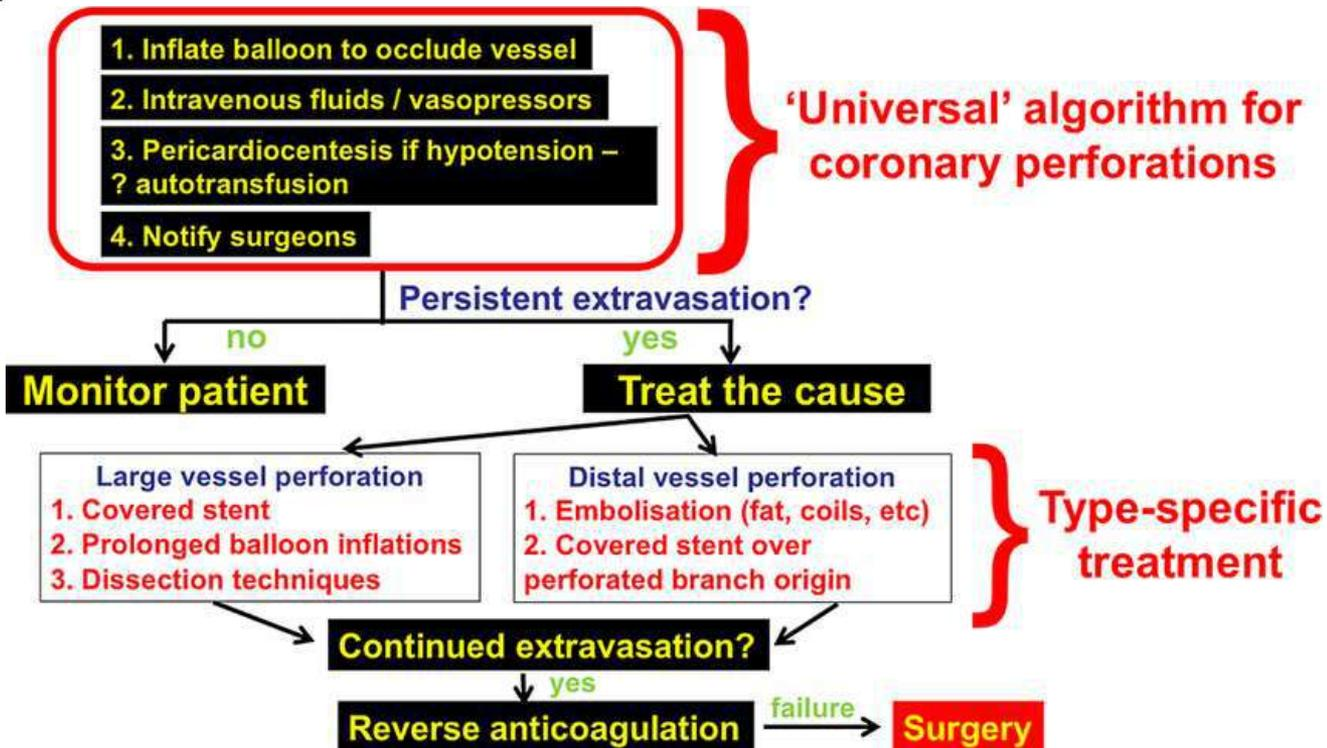 1. Inflate balloon to occlude vessel
2. Intravenous fluids / vasopressors
3. Pericardiocentesis if hypotension –
? autotransfusion
4. Notify surgeons
‘Universal’ algorithm for
coronary perforations
Persistent extravasation?
no
yes
Monitor patient
Treat the cause
Large vessel perforation
1. Covered stent
2. Prolonged balloon inflations
3. Dissection techniques
Distal vessel perforation
1. Embolisation (fat, coils, etc)
2. Covered stent over
perforated branch origin
Type-specific
treatment
Continued extravasation?
yes
Reverse anticoagulation
failure
Surgery